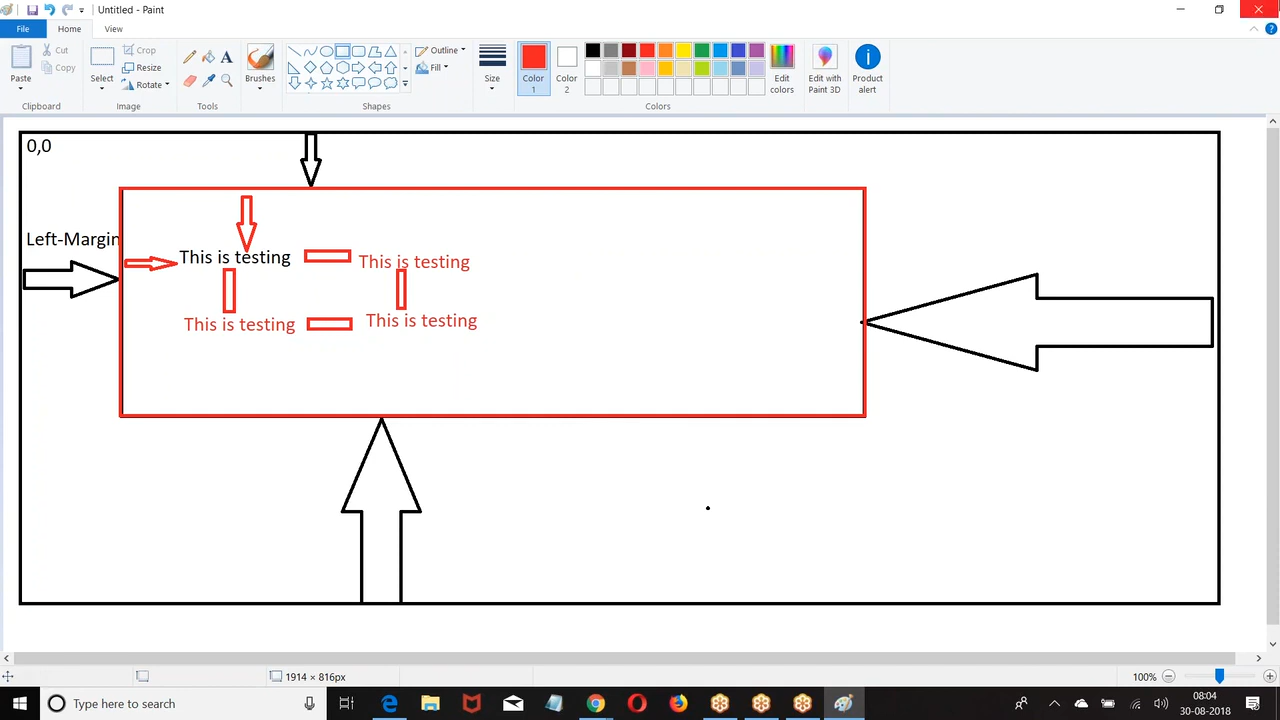 Untitled - Paint
File Home View
Paste
Cut
Copy
Clipboard
Select
Crop
Resize
Rotate
Image
Tools
Brushes
Shapes
Outline
Fill
Size
Color 1
Color 2
Edit colors
Colors
Edit with Paint 3D
Product alert
0,0
Left-Margin
This is testing
This is testing
This is testing
This is testing
1914 × 816px
100%
Type here to search
08:04
30-08-2018